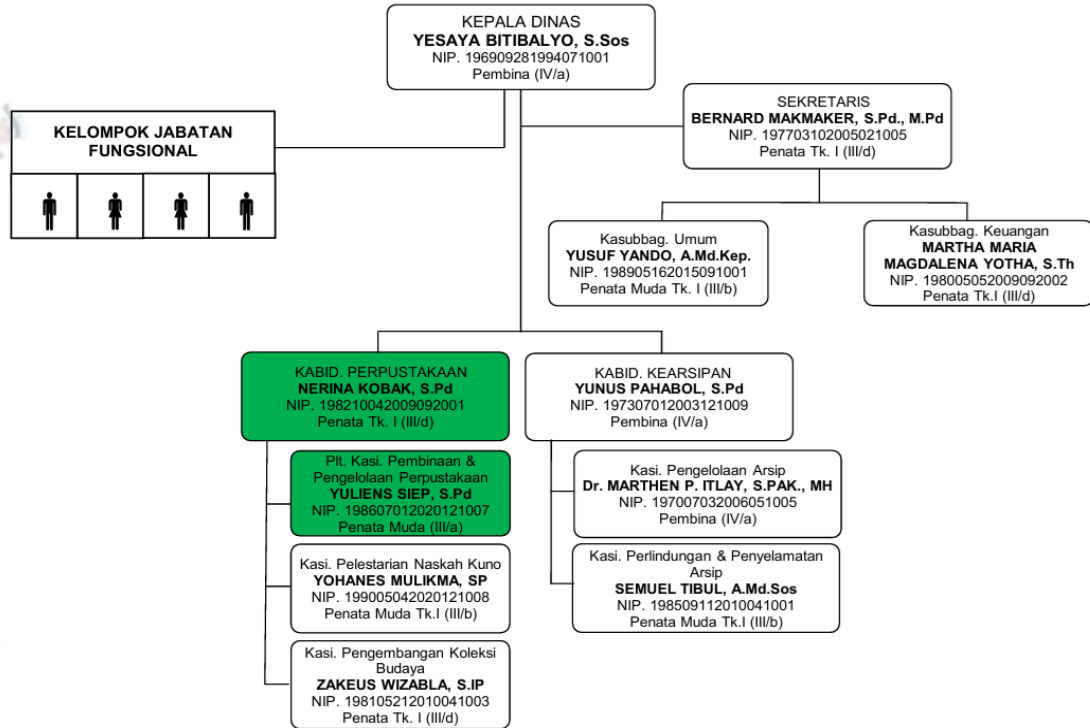 KEPALA DINAS
YESAYA BITIBALYO, S.Sos
NIP. 196909281994071001
Pembina (IV/a)
KELOMPOK JABATAN
FUNGSIONAL
SEKRETARIS
BERNARD MAKMAKER, S.Pd., M.Pd
NIP. 197703102005021005
Penata Tk. I (III/d)
Kasubbag. Umum
YUSUF YANDO, A.Md.Kep.
NIP. 198905162015091001
Penata Muda Tk. I (III/b)
Kasubbag. Keuangan
MARTHA MARIA
MAGDALENA YOTHA, S.Th
NIP. 198005052009092002
Penata Tk.I (III/d)
KABID. PERPUSTAKAAN
NERINA KOBAK, S.Pd
NIP. 198210042009092001
Penata Tk. I (III/d)
KABID. KEARSIPAN
YUNUS PAHABOL, S.Pd
NIP. 197307012003121009
Pembina (IV/a)
Plt. Kasi. Pembinaan &
Pengelolaan Perpustakaan
YULIENS SIEP, S.Pd
NIP. 198607012020121007
Penata Muda (III/a)
Kasi. Pengelolaan Arsip
Dr. MARTHEN P. ITLAY, S.PAK., MH
NIP. 197007032006051005
Pembina (IV/a)
Kasi. Pelestarian Naskah Kuno
YOHANES MULIKMA, SP
NIP. 199005042020121008
Penata Muda Tk.I (III/b)
Kasi. Perlindungan & Penyelamatan
Arsip
SEMUEL TIBUL, A.Md.Sos
NIP. 198509112010041001
Penata Muda Tk.I (III/b)
Kasi. Pengembangan Koleksi
Budaya
ZAKEUS WIZABLA, S.IP
NIP. 198105212010041003
Penata Tk. I (III/d)